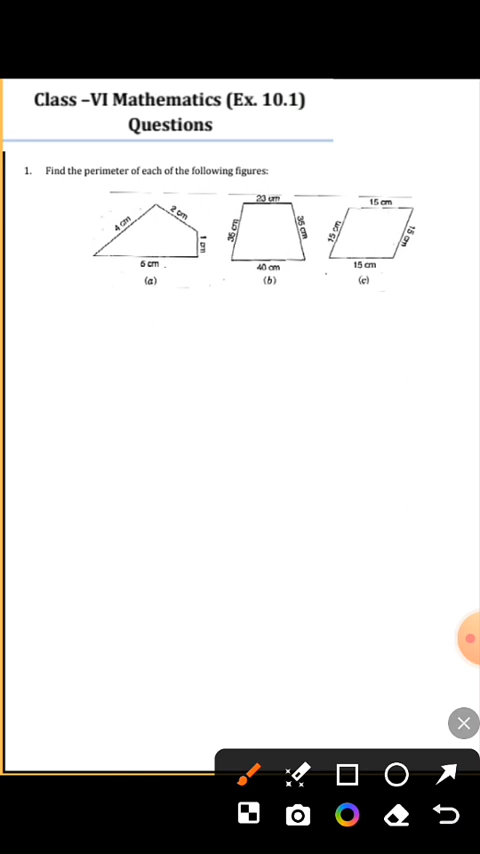 Class –VI Mathematics (Ex. 10.1)
Questions
1. Find the perimeter of each of the following figures:
4 cm
2 cm
1 cm
5 cm
(a)
23 cm
35 cm
35 cm
40 cm
(b)
15 cm
15 cm
15 cm
15 cm
(c)